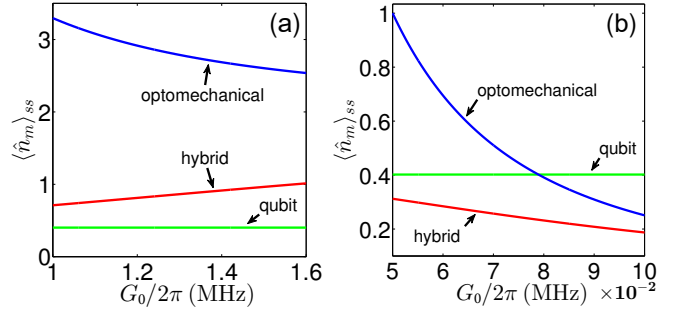 (a)
3
2
1
0
⟨n̂m⟩ss
optomechanical
hybrid
qubit
1 1.2 1.4 1.6
G0/2π (MHz)
(b)
1
0.8
0.6
0.4
0.2
⟨n̂m⟩ss
optomechanical
qubit
hybrid
5 6 7 8 9 10
G0/2π (MHz) ×10−2